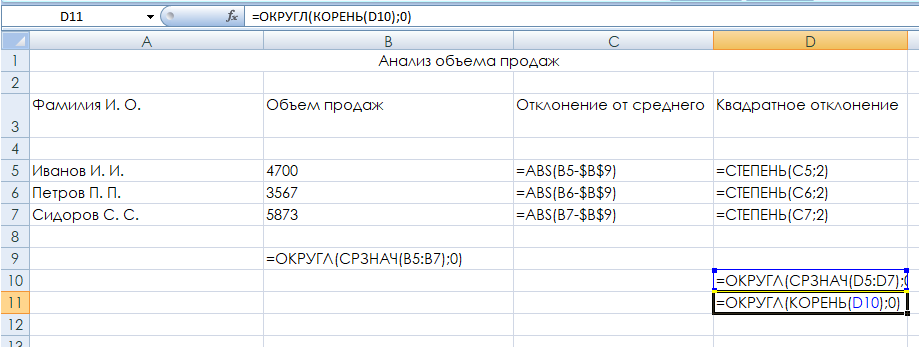 D11 fx =ОКРУГЛ(КОРЕНЬ(D10);0)
A B C D
1 Анализ объема продаж
2
3 Фамилия И. О. Объем продаж Отклонение от среднего Квадратное отклонение
4
5 Иванов И. И. 4700 =ABS(B5-$B$9) =СТЕПЕНЬ(C5;2)
6 Петров П. П. 3567 =ABS(B6-$B$9) =СТЕПЕНЬ(C6;2)
7 Сидоров С. С. 5873 =ABS(B7-$B$9) =СТЕПЕНЬ(C7;2)
8
9 =ОКРУГЛ(СРЗНАЧ(B5:B7);0)
10 =ОКРУГЛ(СРЗНАЧ(D5:D7);0
11 =ОКРУГЛ(КОРЕНЬ(D10);0)
12
13